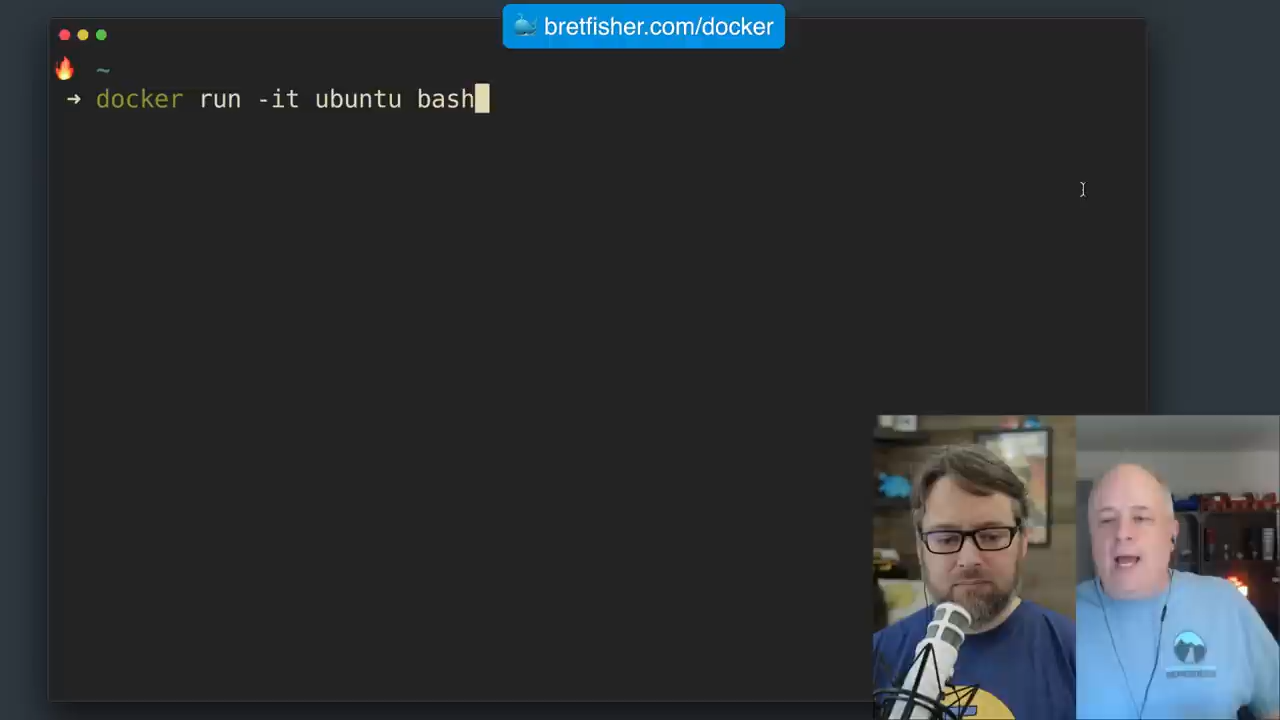 bretfisher.com/docker
~
→ docker run -it ubuntu bash